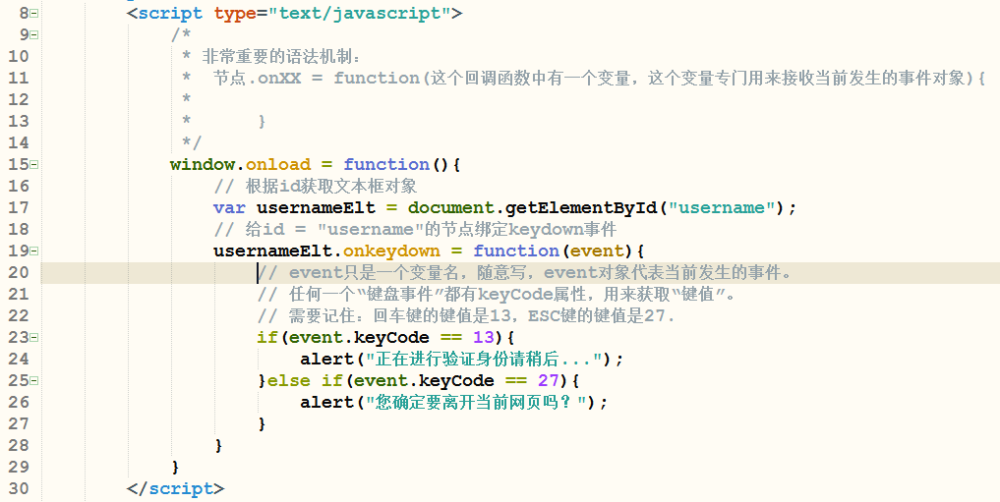 8 <script type="text/javascript">
9 /*
10 * 非常重要的语法机制：
11 * 节点.onXX = function(这个回调函数中有一个变量，这个变量专门用来接收当前发生的事件对象){
12 *
13 * }
14 */
15 window.onload = function(){
16 // 根据id获取文本框对象
17 var usernameElt = document.getElementById("username");
18 // 给id = "username"的节点绑定keydown事件
19 usernameElt.onkeydown = function(event){
20 // event只是一个变量名，随意写，event对象代表当前发生的事件。
21 // 任何一个“键盘事件”都有keyCode属性，用来获取“键值”。
22 // 需要记住：回车键的键值是13，ESC键的键值是27.
23 if(event.keyCode == 13){
24 alert("正在进行验证身份请稍后...");
25 }else if(event.keyCode == 27){
26 alert("您确定要离开当前网页吗？");
27 }
28 }
29 }
30 </script>